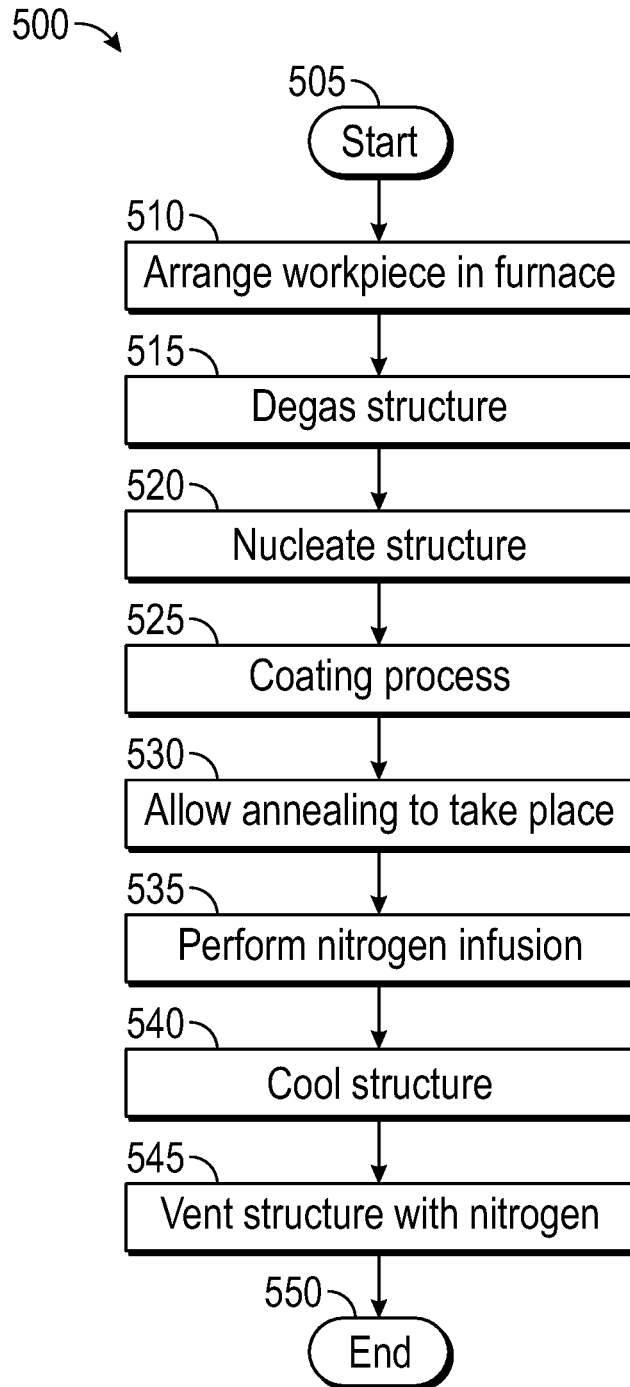 500
505
Start
510
Arrange workpiece in furnace
515
Degas structure
520
Nucleate structure
525
Coating process
530
Allow annealing to take place
535
Perform nitrogen infusion
540
Cool structure
545
Vent structure with nitrogen
550
End